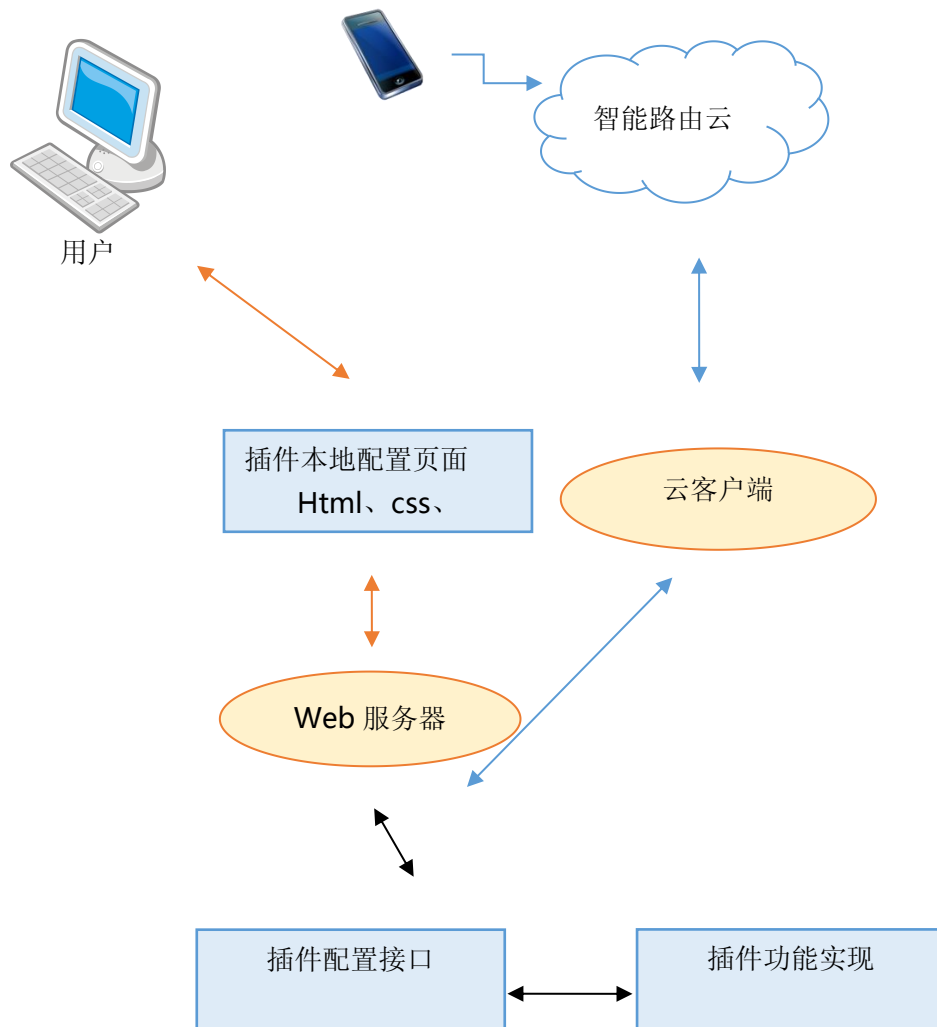 智能路由云
用户
插件本地配置页面
Html、css、
云客户端
Web 服务器
插件配置接口
插件功能实现